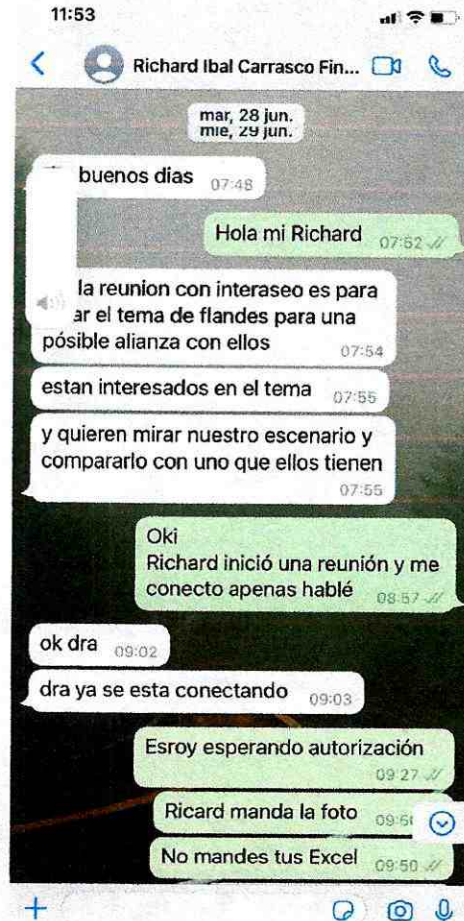 11:53
Richard Ibal Carrasco Fin...
mar, 28 jun.
mié, 29 jun.
buenos dias 07:48
Hola mi Richard 07:52
la reunion con interaseo es para
ar el tema de flandes para una
pósible alianza con ellos 07:54
estan interesados en el tema 07:55
y quieren mirar nuestro escenario y
compararlo con uno que ellos tienen
07:55
Oki
Richard inició una reunión y me
conecto apenas hablé 08:57
ok dra 09:02
dra ya se esta conectando 09:03
Esroy esperando autorización
09:27
Ricard manda la foto
No mandes tus Excel 09:50